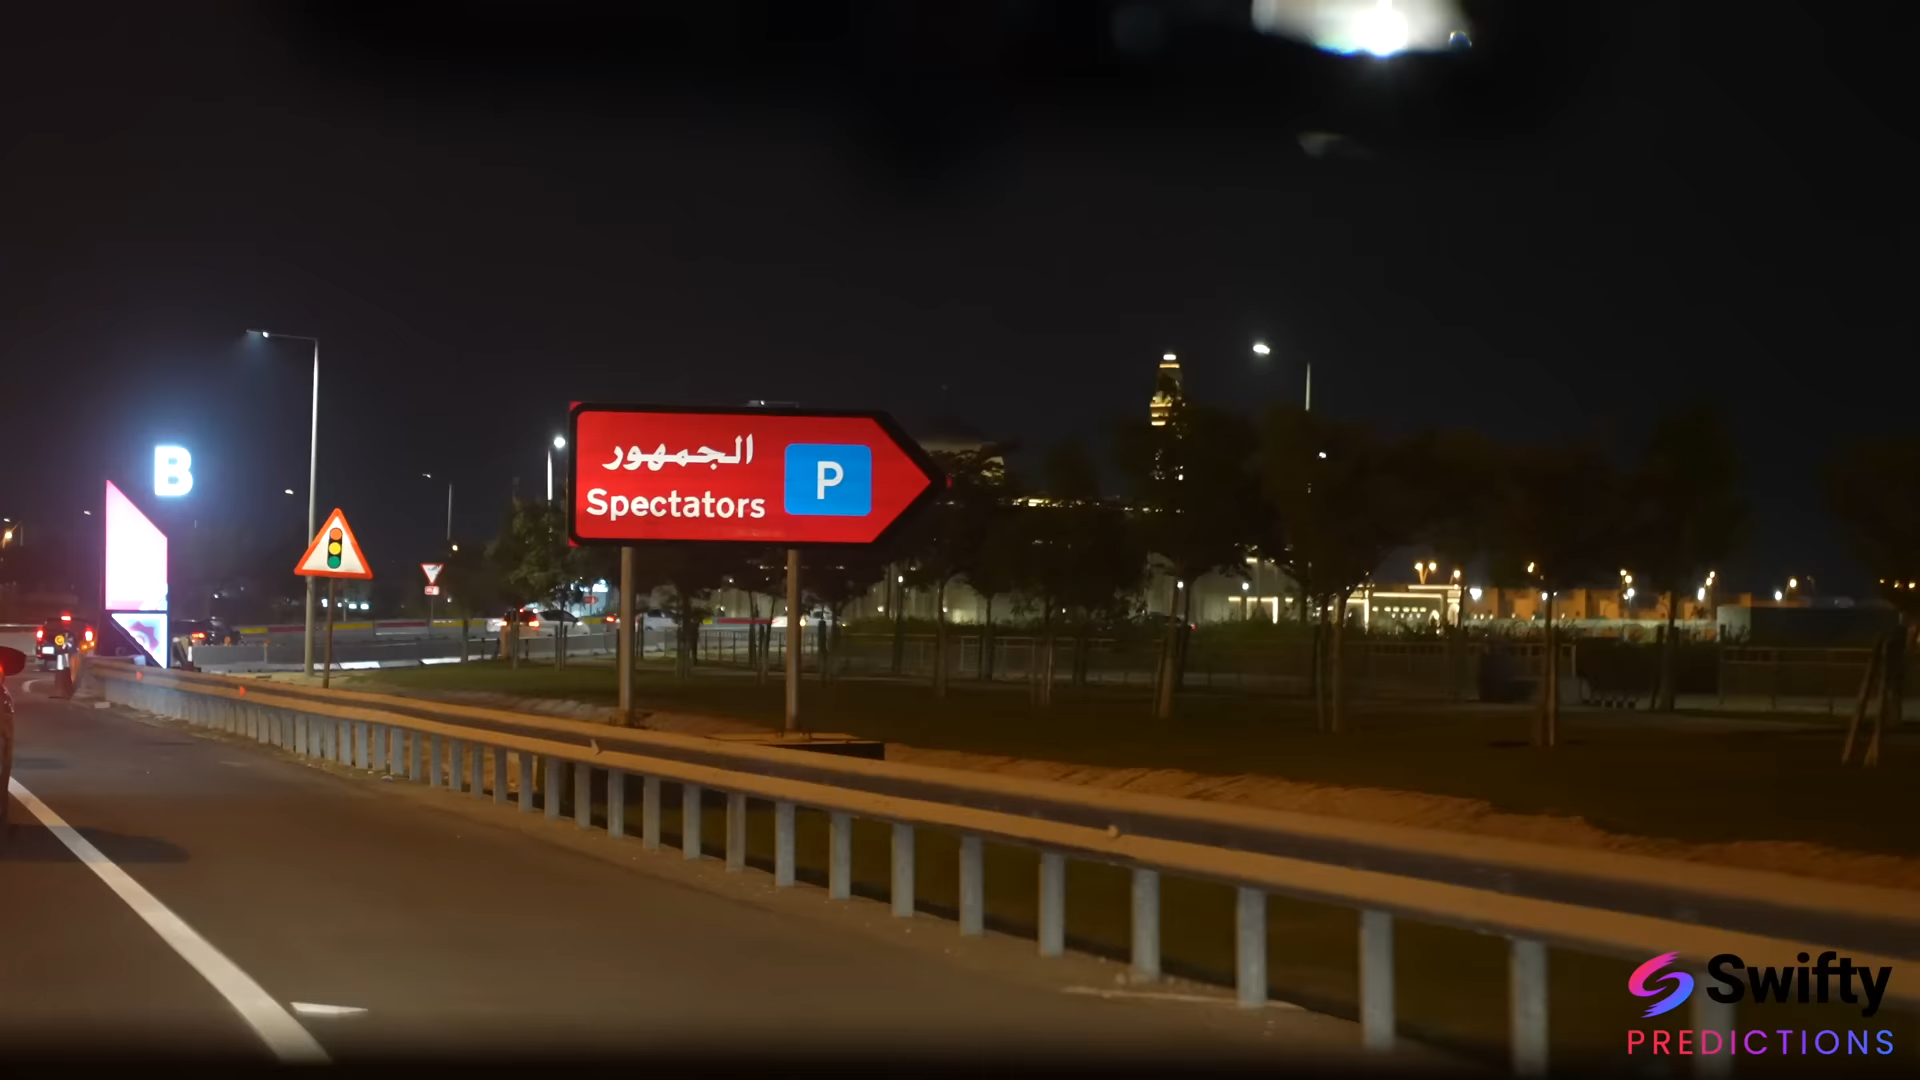 B
الجمهور
Spectators
P
Swifty
PREDICTIONS